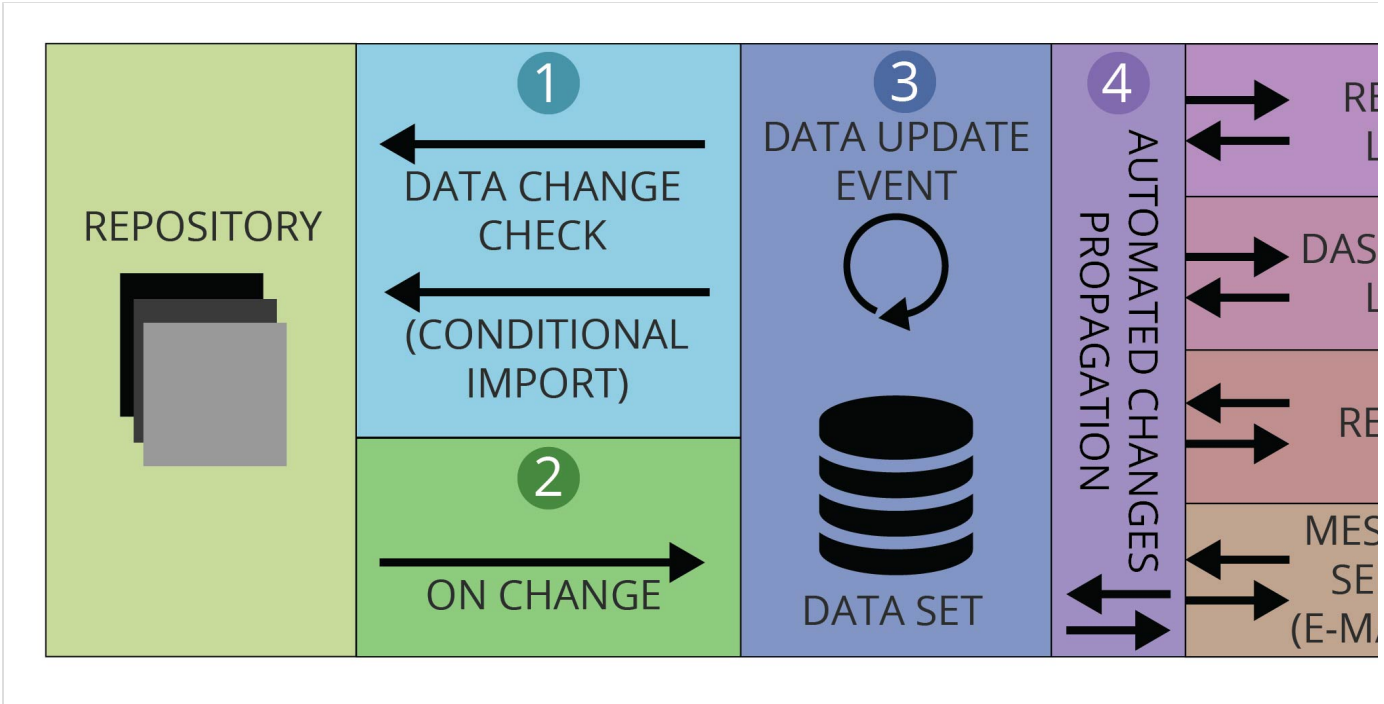 REPOSITORY
1
DATA CHANGE
CHECK
(CONDITIONAL
IMPORT)
2
ON CHANGE
3
DATA UPDATE
EVENT
DATA SET
4
AUTOMATED CHANGES
PROPAGATION